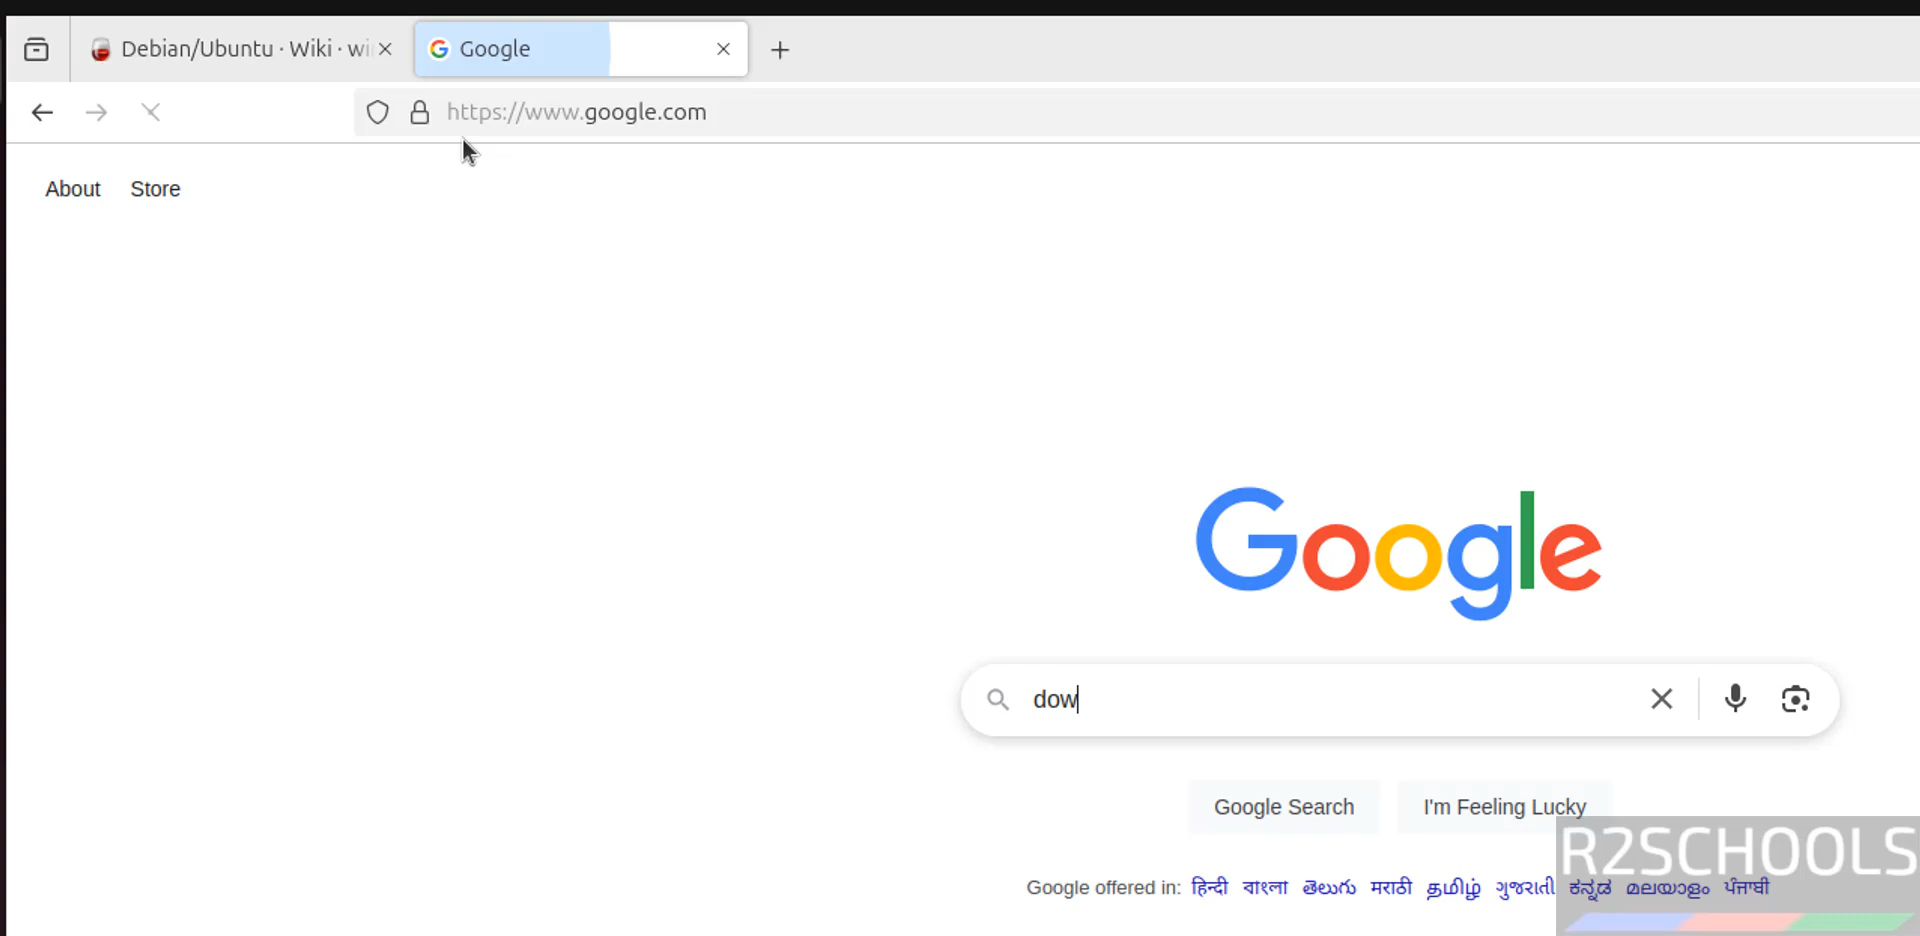 Debian/Ubuntu · Wiki · wi
Google
https://www.google.com
About Store
Google
dow
Google Search I'm Feeling Lucky
R2SCHOOLS
Google offered in: हिन्दी বাংলা తెలుగు मराठी தமிழ் ગુજરાતી ಕನ್ನಡ മലയാളം ਪੰਜਾਬੀ